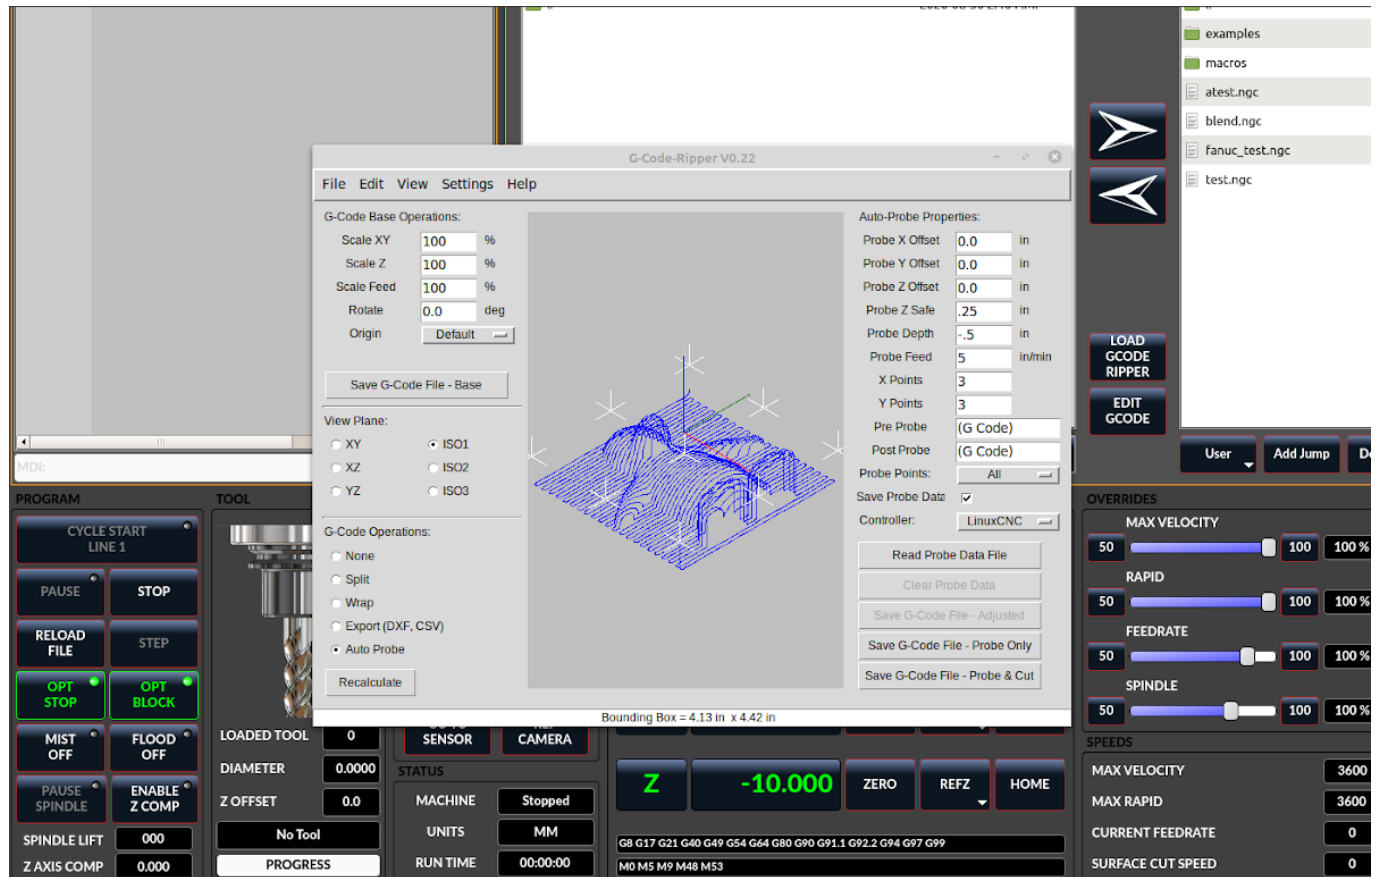 examples
macros
atest.ngc
blend.ngc
fanuc_test.ngc
test.ngc
G-Code-Ripper V0.22
File Edit View Settings Help
G-Code Base Operations:
Scale XY 100 %
Scale Z 100 %
Scale Feed 100 %
Rotate 0.0 deg
Origin Default
Save G-Code File - Base
View Plane:
XY ISO1
XZ ISO2
YZ ISO3
G-Code Operations:
None
Split
Wrap
Export (DXF, CSV)
Auto Probe
Recalculate
Auto-Probe Properties:
Probe X Offset 0.0 in
Probe Y Offset 0.0 in
Probe Z Offset 0.0 in
Probe Z Safe .25 in
Probe Depth -.5 in
Probe Feed 5 in/min
X Points 3
Y Points 3
Pre Probe (G Code)
Post Probe (G Code)
Probe Points: All
Save Probe Data
Controller: LinuxCNC
Read Probe Data File
Clear Probe Data
Save G-Code File - Adjusted
Save G-Code File - Probe Only
Save G-Code File - Probe & Cut
Bounding Box = 4.13 in x 4.42 in
LOAD
GCODE
RIPPER
EDIT
GCODE
User Add Jump
MDI:
PROGRAM
CYCLE START
LINE 1
PAUSE STOP
RELOAD
FILE
STEP
OPT
STOP
OPT
BLOCK
MIST
OFF
FLOOD
OFF
PAUSE
SPINDLE
ENABLE
Z COMP
SPINDLE LIFT 000
Z AXIS COMP 0.000
TOOL
LOADED TOOL 0
DIAMETER 0.0000
Z OFFSET 0.0
No Tool
PROGRESS
SENSOR
CAMERA
STATUS
MACHINE Stopped
UNITS MM
RUN TIME 00:00:00
Z -10.000 ZERO REFZ HOME
G8 G17 G21 G40 G49 G54 G64 G80 G90 G91.1 G92.2 G94 G97 G99
M0 M5 M9 M48 M53
OVERRIDES
MAX VELOCITY
50 100 100 %
RAPID
50 100 100 %
FEEDRATE
50 100 100 %
SPINDLE
50 100 100 %
SPEEDS
MAX VELOCITY 3600
MAX RAPID 3600
CURRENT FEEDRATE 0
SURFACE CUT SPEED 0